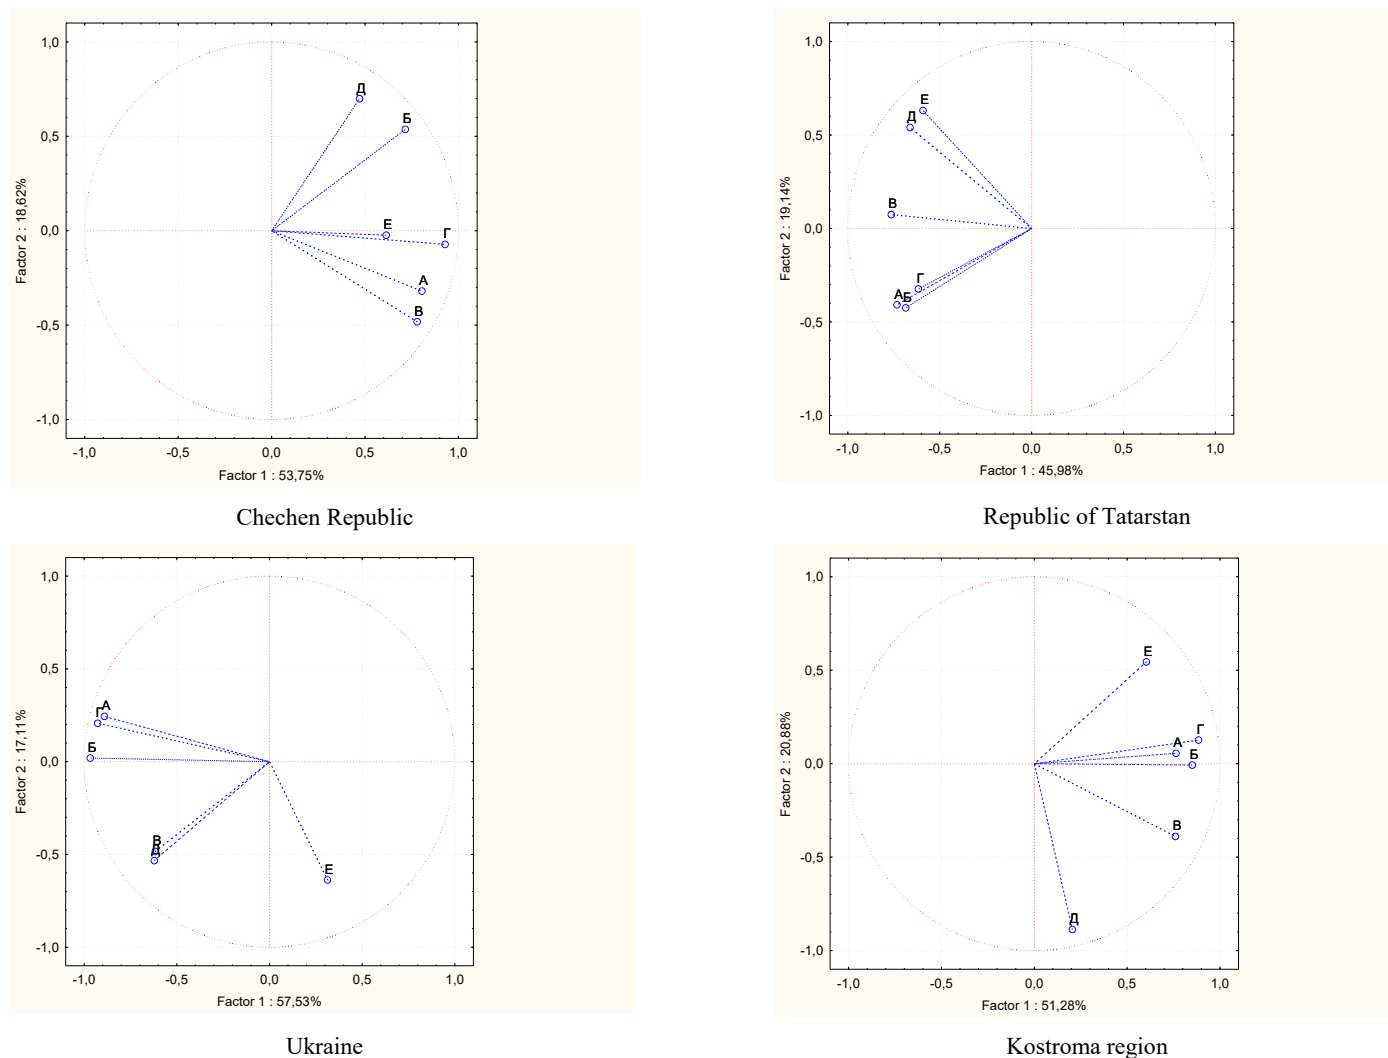 1,0
0,5
0,0
-0,5
-1,0
Factor 2 : 18,62%
Д
Б
Е
Г
А
В
-1,0 -0,5 0,0 0,5 1,0
Factor 1 : 53,75%
Chechen Republic
1,0
0,5
0,0
-0,5
-1,0
Factor 2 : 19,14%
Е
Д
В
Г
А Б
-1,0 -0,5 0,0 0,5 1,0
Factor 1 : 45,98%
Republic of Tatarstan
1,0
0,5
0,0
-0,5
-1,0
Factor 2 : 17,11%
Г А
Б
В
Д
Е
-1,0 -0,5 0,0 0,5 1,0
Factor 1 : 57,53%
Ukraine
1,0
0,5
0,0
-0,5
-1,0
Factor 2 : 20,88%
Е
Г
А
Б
В
Д
-1,0 -0,5 0,0 0,5 1,0
Factor 1 : 51,28%
Kostroma region